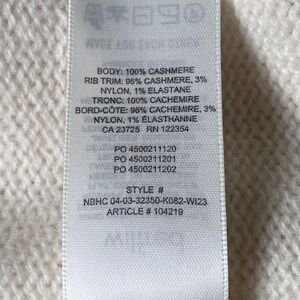 BODY: 100% CASHMERE
RIB TRIM: 96% CASHMERE, 3%
NYLON, 1% ELASTANE
TRONC: 100% CACHEMIRE
BORD-CÔTE: 96% CACHEMIRE, 3%
NYLON, 1% ÉLASTHANNE
CA 23725 RN 122354
PO 4500211120
PO 4500211201
PO 4500211202
STYLE #
NBHC 04-03-32350-K082-WI23
ARTICLE # 104219